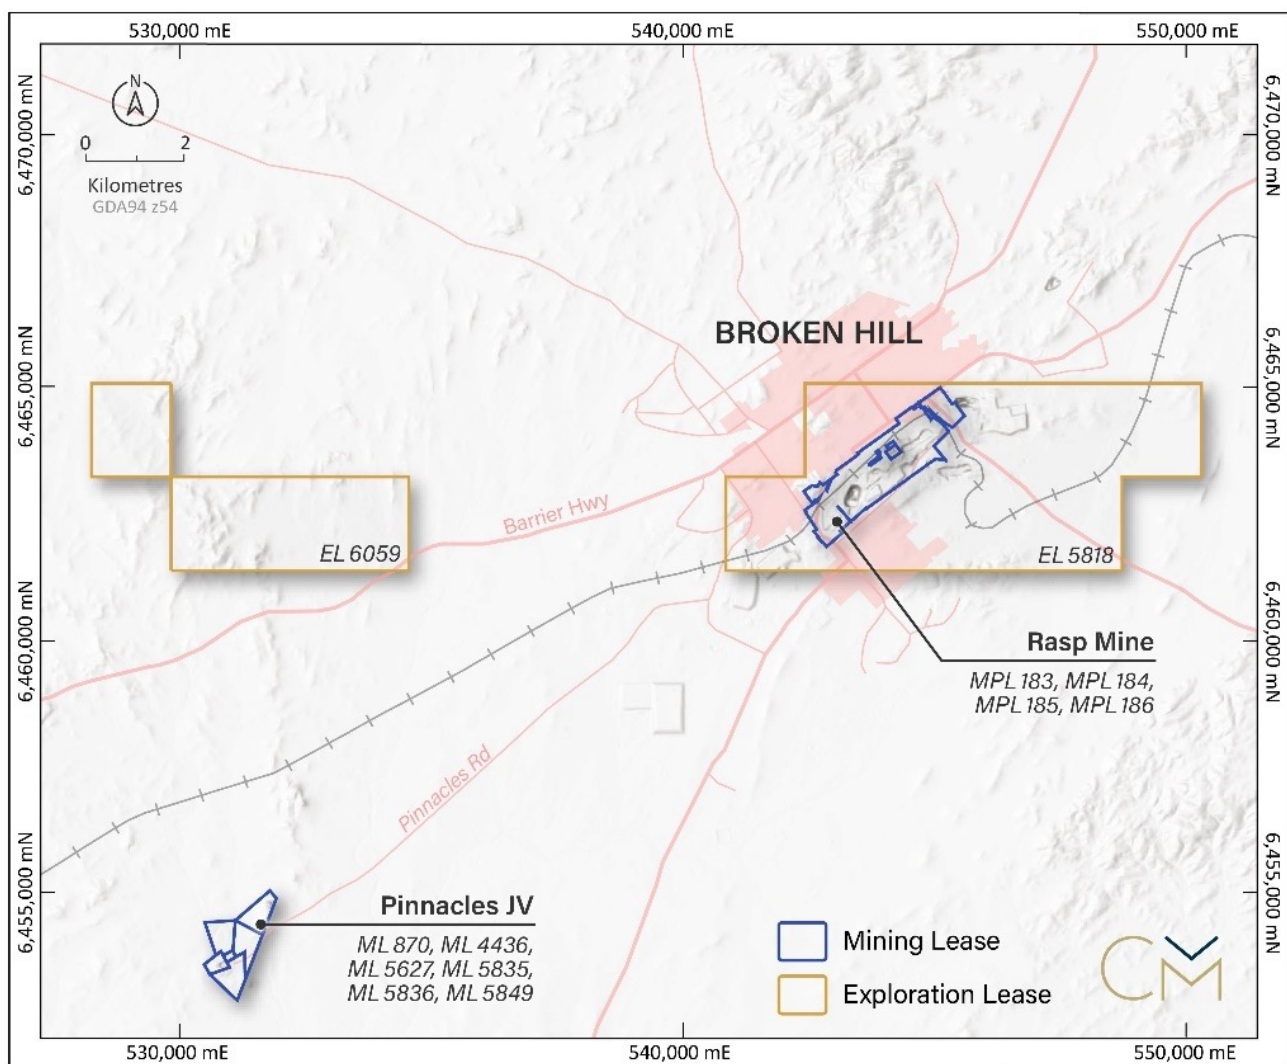 530,000 mE
540,000 mE
550,000 mE
6,470,000 mN
6,470,000 mN
N
0 2
Kilometres
GDA94 z54
BROKEN HILL
6,465,000 mN
6,465,000 mN
Barrier Hwy
EL 6059
EL 5818
6,460,000 mN
6,460,000 mN
Rasp Mine
MPL 183, MPL 184,
MPL 185, MPL 186
Pinnacles Rd
6,455,000 mN
6,455,000 mN
Pinnacles JV
ML 870, ML 4436,
ML 5627, ML 5835,
ML 5836, ML 5849
Mining Lease
Exploration Lease
CM
530,000 mE
540,000 mE
550,000 mE